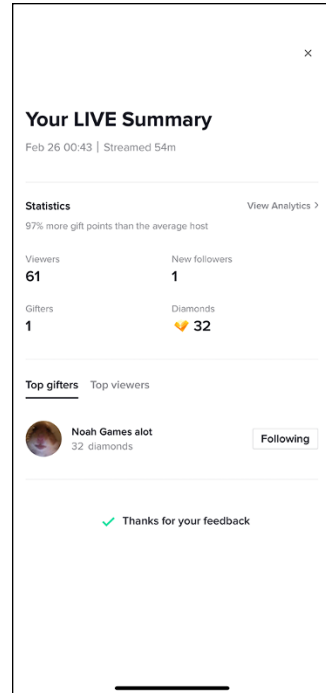 Your LIVE Summary
Feb 26 00:43 | Streamed 54m
Statistics
View Analytics >
97% more gift points than the average host
Viewers
New followers
61
1
Gifters
Diamonds
1
32
Top gifters
Top viewers
Noah Games alot
32 diamonds
Following
Thanks for your feedback